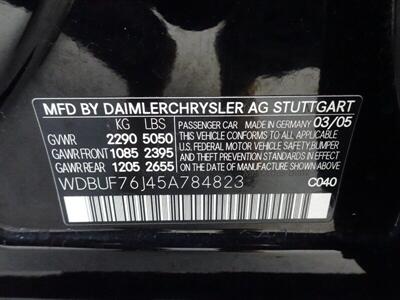 MFD BY DAIMLERCHRYSLER AG STUTTGART
KG LBS
GVWR 2290 5050
GAWR FRONT 1085 2395
GAWR REAR 1205 2655
PASSENGER CAR MADE IN GERMANY 03/05
THIS VEHICLE CONFORMS TO ALL APPLICABLE
U.S. FEDERAL MOTOR VEHICLE SAFETY, BUMPER
AND THEFT PREVENTION STANDARDS IN EFFECT
ON THE DATE OF MANUFACTURE SHOWN ABOVE.
WDBUF76J45A784823
C040